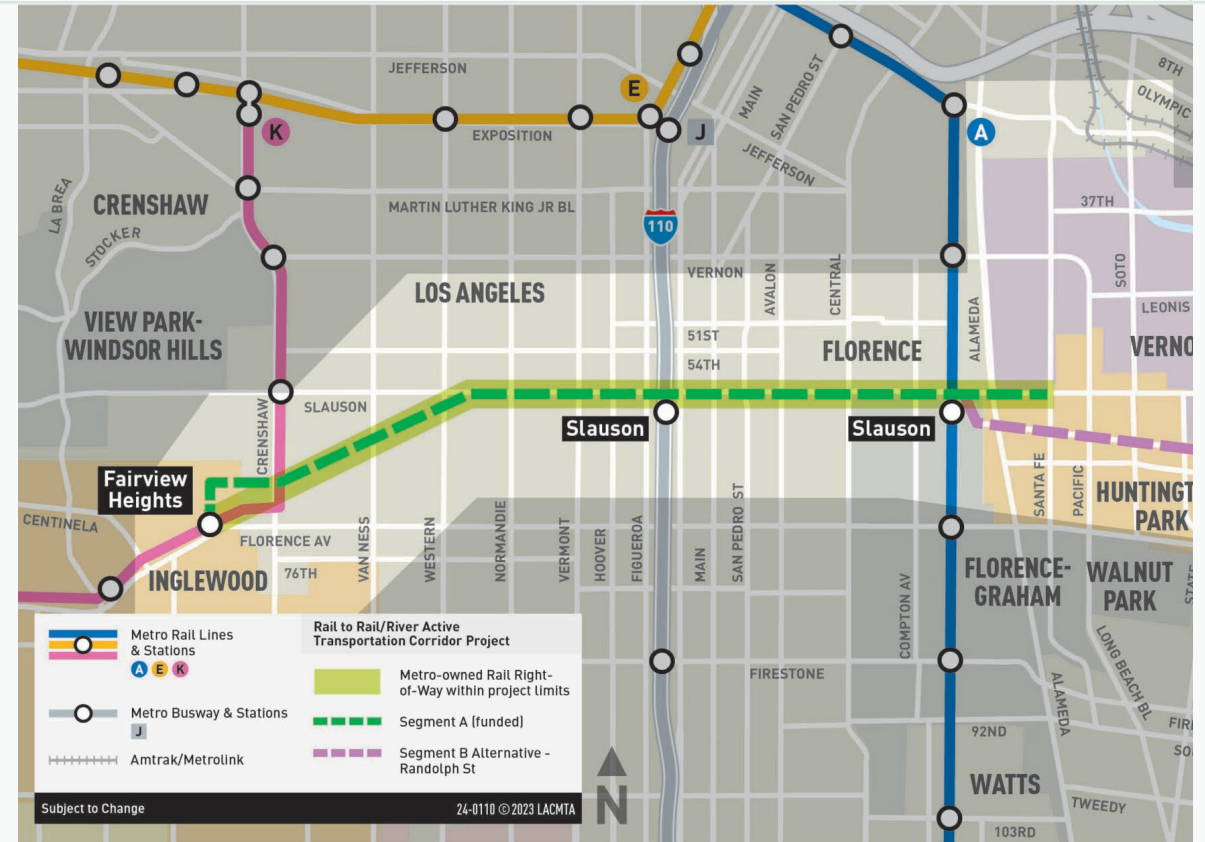 JEFFERSON
8TH
OLYMPIC
E
MAIN
SAN PEDRO ST
K
EXPOSITION
J
A
JEFFERSON
LA BREA
CRENSHAW
STOCKER
MARTIN LUTHER KING JR BL
37TH
110
VERNON
AVALON
CENTRAL
SOTO
LOS ANGELES
LEONIS
VIEW PARK-
WINDSOR HILLS
51ST
54TH
FLORENCE
ALAMEDA
VERNO
SLAUSON
CRENSHAW
Slauson
Slauson
Fairview
Heights
SANTA FE
PACIFIC
HUNTINGT
PARK
CENTINELA
FLORENCE AV
INGLEWOOD
76TH
VAN NESS
WESTERN
NORMANDIE
VERMONT
HOOVER
FIGUEROA
MAIN
SAN PEDRO ST
COMPTON AV
FLORENCE-
GRAHAM
WALNUT
PARK
STATE
LONG BEACH BL
FIRESTONE
ALAMEDA
92ND
FIR
SO
WATTS
TWEEDY
103RD
Metro Rail Lines
& Stations
A E K
Metro Busway & Stations
J
Amtrak/Metrolink
Rail to Rail/River Active
Transportation Corridor Project
Metro-owned Rail Right-
of-Way within project limits
Segment A (funded)
Segment B Alternative -
Randolph St
N
Subject to Change
24-0110 ©2023 LACMTA